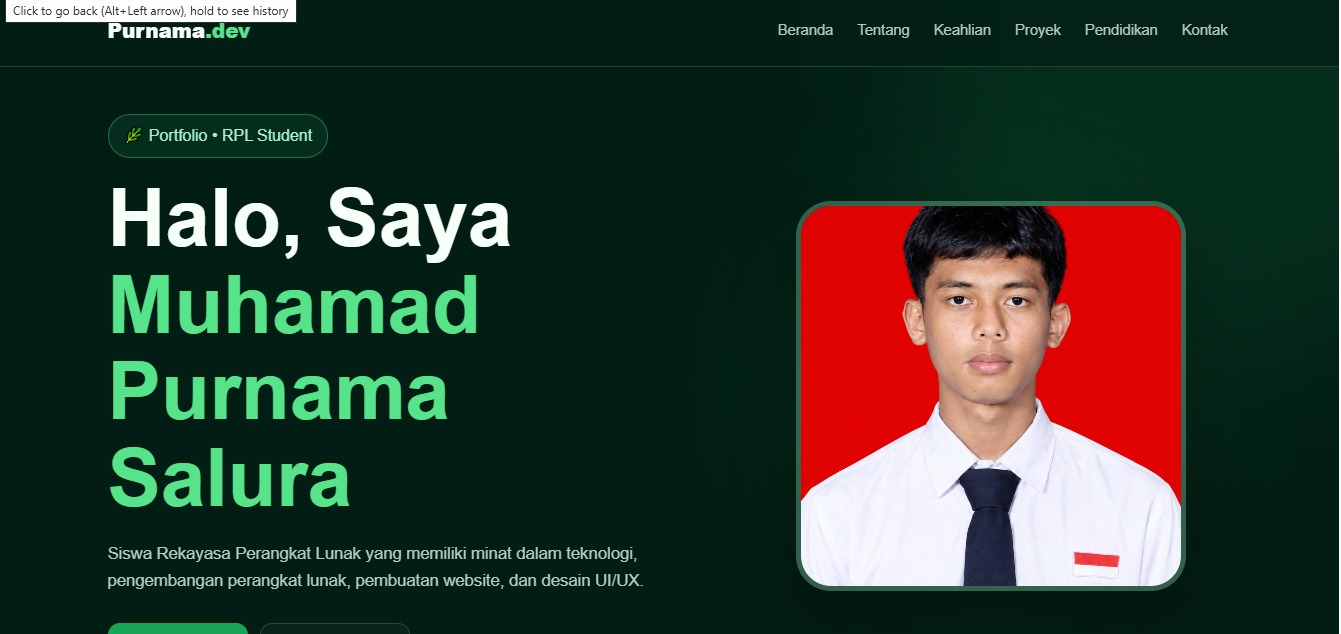 Click to go back (Alt+Left arrow), hold to see history
Purnama.dev
Beranda Tentang Keahlian Proyek Pendidikan Kontak
Portfolio • RPL Student
Halo, Saya
Muhamad
Purnama
Salura
Siswa Rekayasa Perangkat Lunak yang memiliki minat dalam teknologi,
pengembangan perangkat lunak, pembuatan website, dan desain UI/UX.